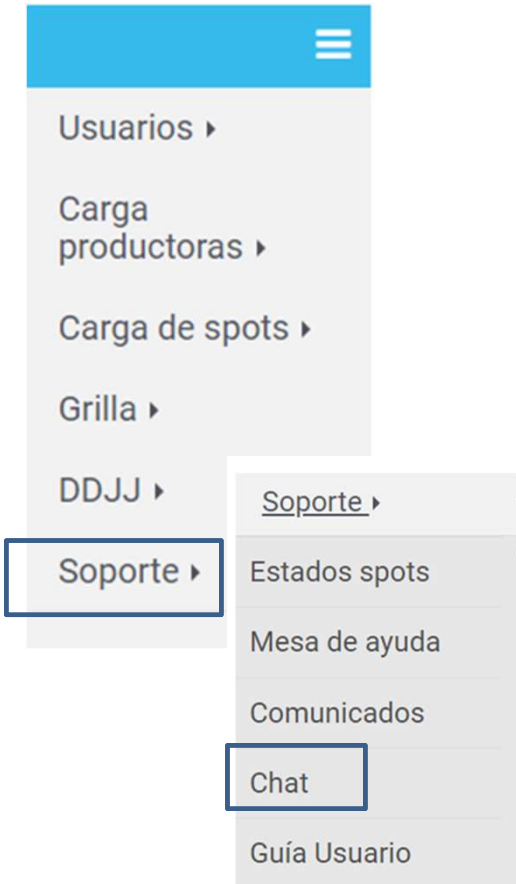 Usuarios
Carga
productoras
Carga de spots
Grilla
DDJJ
Soporte
Soporte
Estados spots
Mesa de ayuda
Comunicados
Chat
Guía Usuario